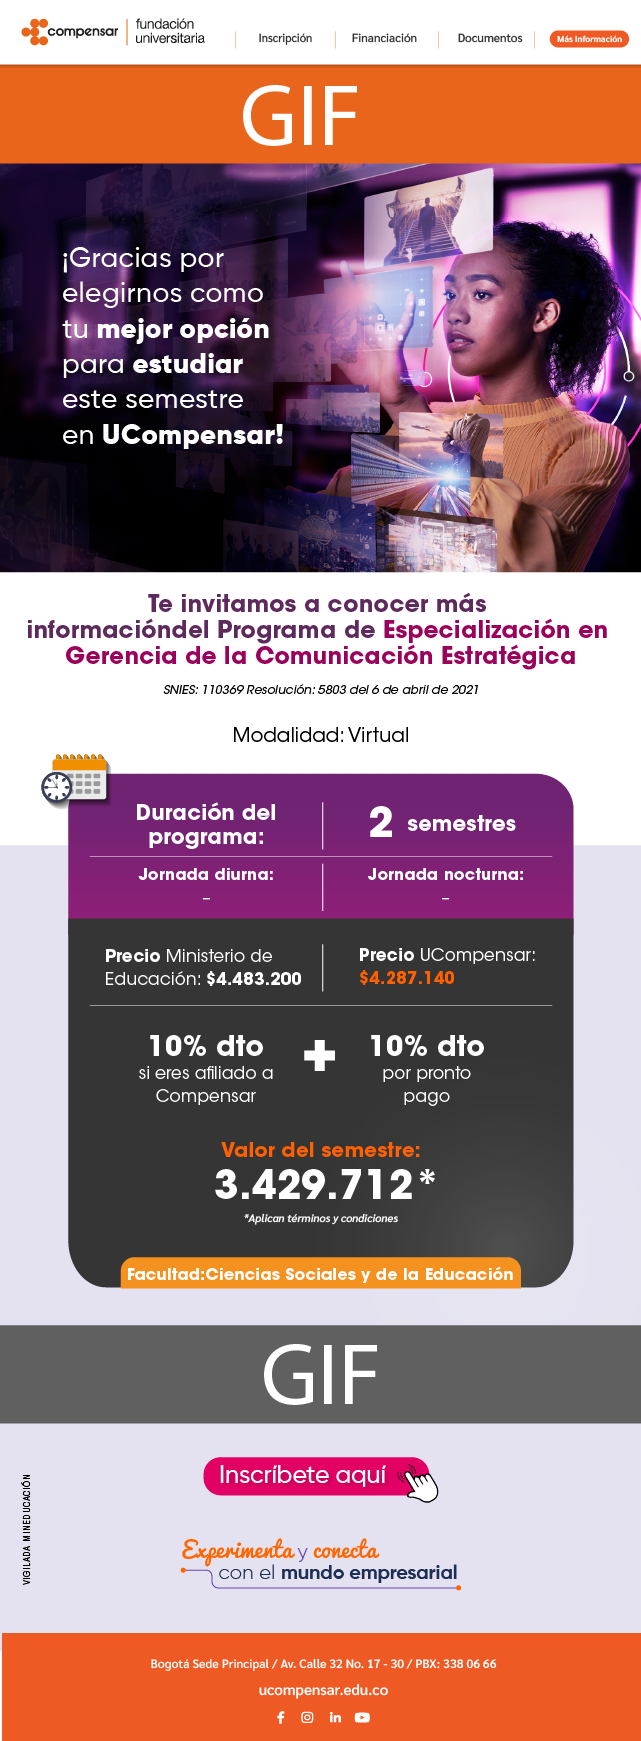 compensar
fundación
universitaria
Inscripción
Financiación
Documentos
Más Información
GIF
¡Gracias por
elegirnos como
tu mejor opción
para estudiar
este semestre
en UCompensar!
Te invitamos a conocer más
informacióndel Programa de Especialización en
Gerencia de la Comunicación Estratégica
SNIES: 110369 Resolución: 5803 del 6 de abril de 2021
Modalidad: Virtual
Duración del
programa:
2 semestres
Jornada diurna:
–
Jornada nocturna:
–
Precio Ministerio de
Educación: $4.483.200
Precio UCompensar:
$4.287.140
10% dto
si eres afiliado a
Compensar
+
10% dto
por pronto
pago
Valor del semestre:
3.429.712*
*Aplican términos y condiciones
Facultad:Ciencias Sociales y de la Educación
GIF
Inscríbete aquí
VIGILADA MINEDUCACIÓN
Experimenta y conecta
con el mundo empresarial
Bogotá Sede Principal / Av. Calle 32 No. 17 - 30 / PBX: 338 06 66
ucompensar.edu.co